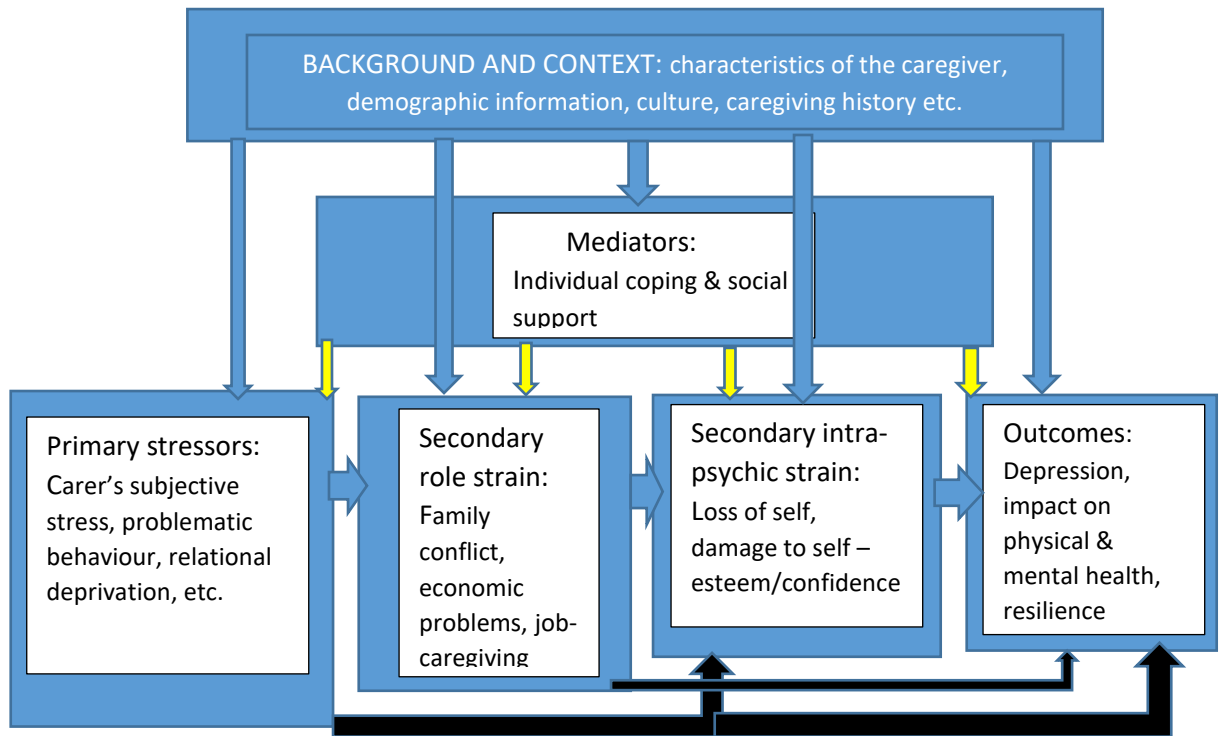 BACKGROUND AND CONTEXT: characteristics of the caregiver,
demographic information, culture, caregiving history etc.
Mediators:
Individual coping & social
support
Primary stressors:
Carer's subjective
stress, problematic
behaviour, relational
deprivation, etc.
Secondary
role strain:
Family
conflict,
economic
problems, job-
caregiving
Secondary intra-
psychic strain:
Loss of self,
damage to self –
esteem/confidence
Outcomes:
Depression,
impact on
physical &
mental health,
resilience